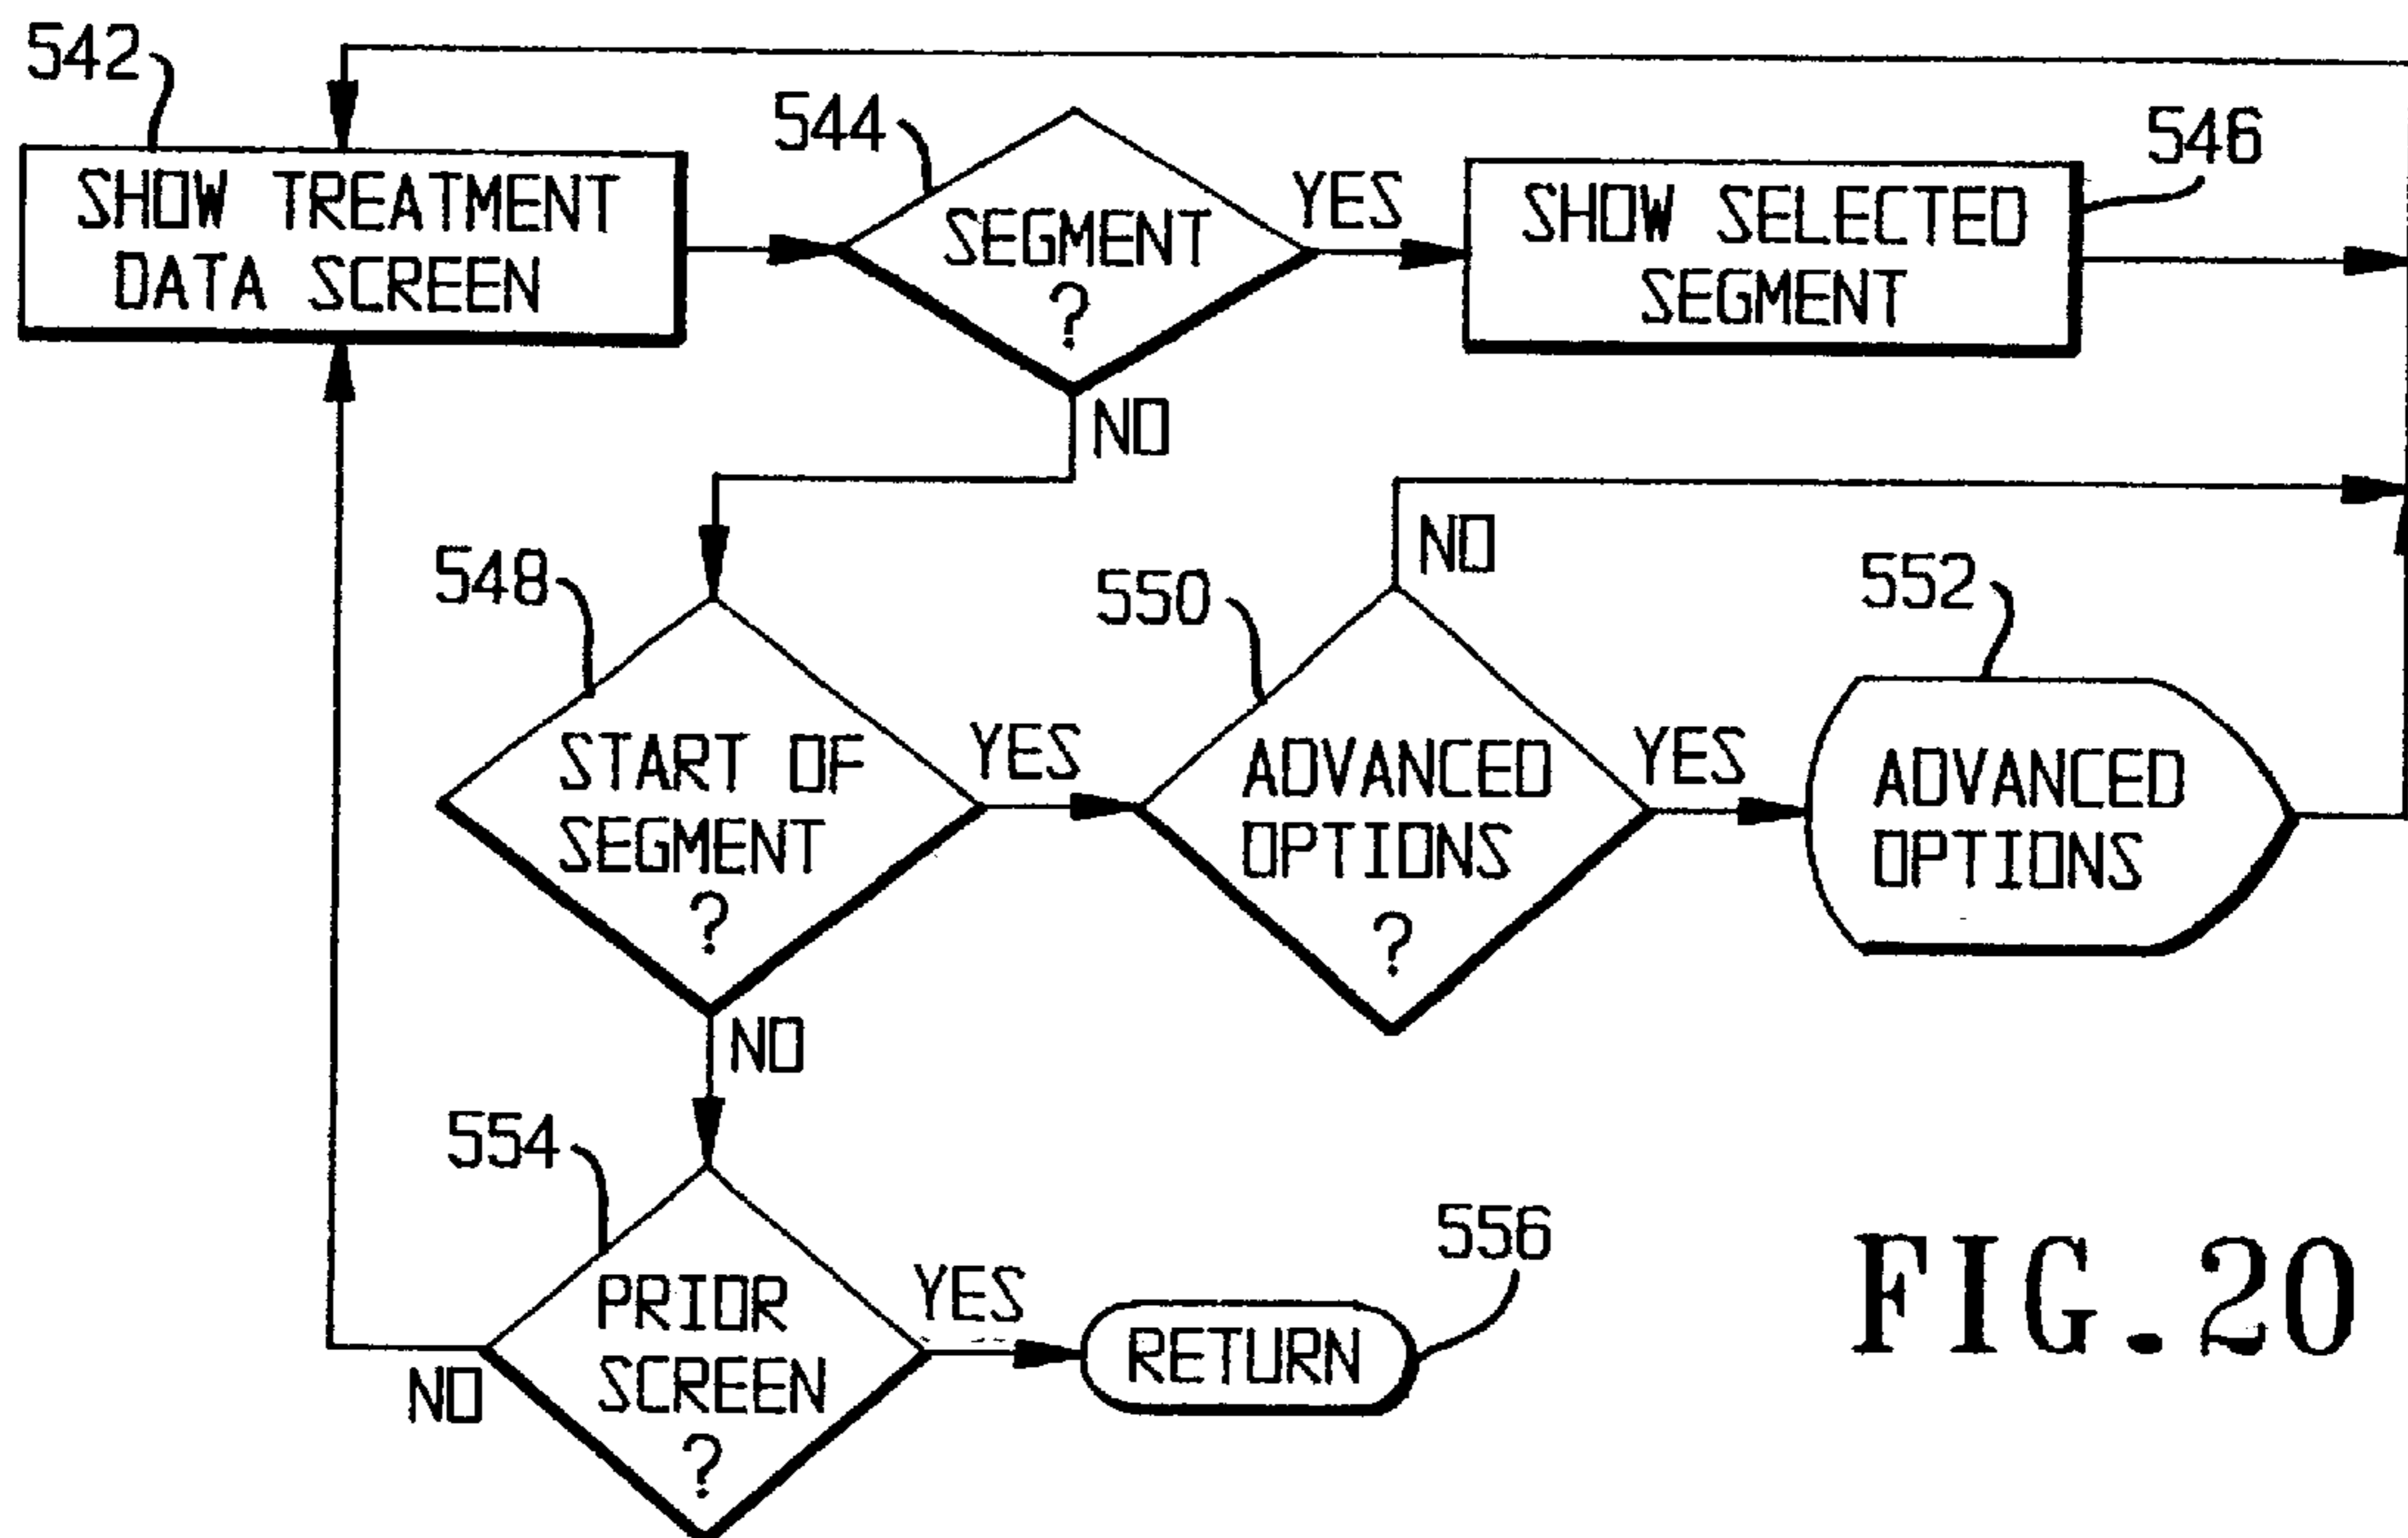 542
SHOW TREATMENT
DATA SCREEN
544
SEGMENT
?
YES
NO
546
SHOW SELECTED
SEGMENT
548
START OF
SEGMENT
?
YES
NO
550
ADVANCED
OPTIONS
?
NO
YES
552
ADVANCED
OPTIONS
554
PRIOR
SCREEN
?
NO
YES
556
RETURN
FIG.20